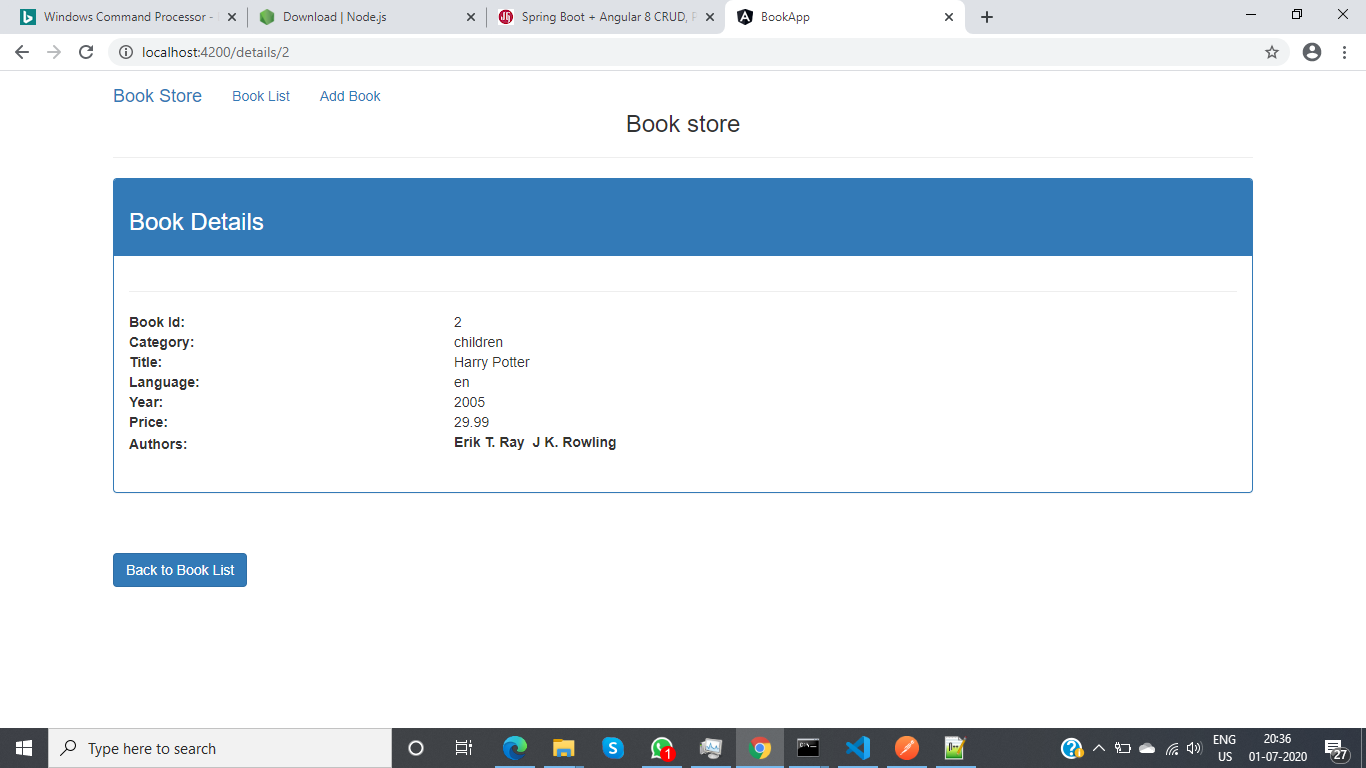 Windows Command Processor -
Download | Node.js
Spring Boot + Angular 8 CRUD,
BookApp
localhost:4200/details/2
Book Store
Book List
Add Book
Book store
Book Details
Book Id: 2
Category: children
Title: Harry Potter
Language: en
Year: 2005
Price: 29.99
Authors: Erik T. Ray J K. Rowling
Back to Book List
Type here to search
1
ENG
US
20:36
01-07-2020
27